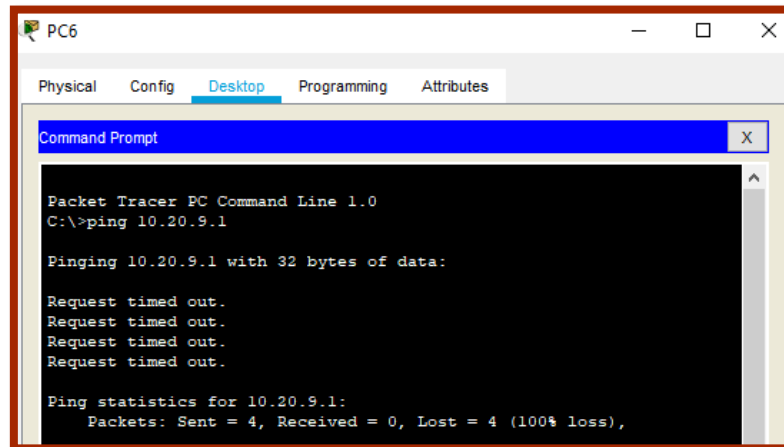 PC6
Physical Config Desktop Programming Attributes
Command Prompt X
Packet Tracer PC Command Line 1.0
C:\>ping 10.20.9.1
Pinging 10.20.9.1 with 32 bytes of data:
Request timed out.
Request timed out.
Request timed out.
Request timed out.
Ping statistics for 10.20.9.1:
Packets: Sent = 4, Received = 0, Lost = 4 (100% loss),